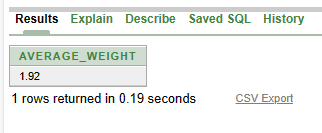 Results Explain Describe Saved SQL History
AVERAGE_WEIGHT
1.92
1 rows returned in 0.19 seconds CSV Export